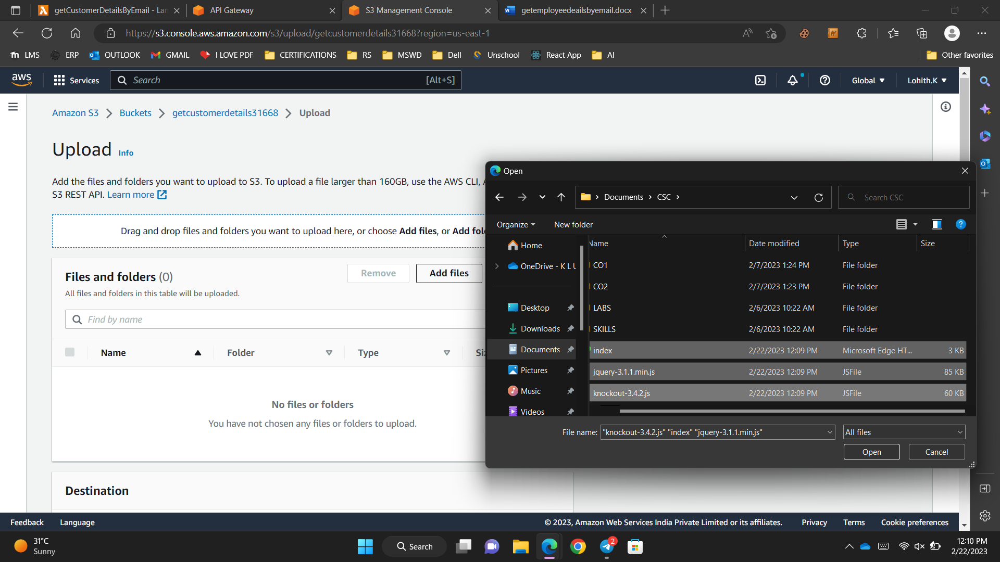 getCustomerDetailsByEmail - Lam
API Gateway
S3 Management Console
getemployeedeailsbyemail.docx
https://s3.console.aws.amazon.com/s3/upload/getcustomerdetails31668?region=us-east-1
LMS
ERP
OUTLOOK
GMAIL
I LOVE PDF
CERTIFICATIONS
RS
MSWD
Dell
Unschool
React App
AI
Other favorites
aws
Services
Search
[Alt+S]
Global
Lohith.K
Amazon S3
Buckets
getcustomerdetails31668
Upload
Upload Info
Add the files and folders you want to upload to S3. To upload a file larger than 160GB, use the AWS CLI,
S3 REST API. Learn more
Drag and drop files and folders you want to upload here, or choose Add files, or Add fol
Files and folders (0)
Remove
Add files
All files and folders in this table will be uploaded.
Find by name
Name
Folder
Type
Si
No files or folders
You have not chosen any files or folders to upload.
Destination
Open
Documents
CSC
Search CSC
Organize
New folder
Home
OneDrive - K L U
Desktop
Downloads
Documents
Pictures
Music
Videos
Name Date modified Type Size
CO1 2/7/2023 1:24 PM File folder
CO2 2/7/2023 1:23 PM File folder
LABS 2/6/2023 10:22 AM File folder
SKILLS 2/6/2023 10:22 AM File folder
index 2/22/2023 12:09 PM Microsoft Edge HT... 3 KB
jquery-3.1.1.min.js 2/22/2023 12:09 PM JSFile 85 KB
knockout-3.4.2.js 2/22/2023 12:09 PM JSFile 60 KB
File name: "knockout-3.4.2.js" "index" "jquery-3.1.1.min.js"
All files
Open
Cancel
Feedback
Language
© 2023, Amazon Web Services India Private Limited or its affiliates.
Privacy
Terms
Cookie preferences
31°C
Sunny
Search
2
12:10 PM
2/22/2023